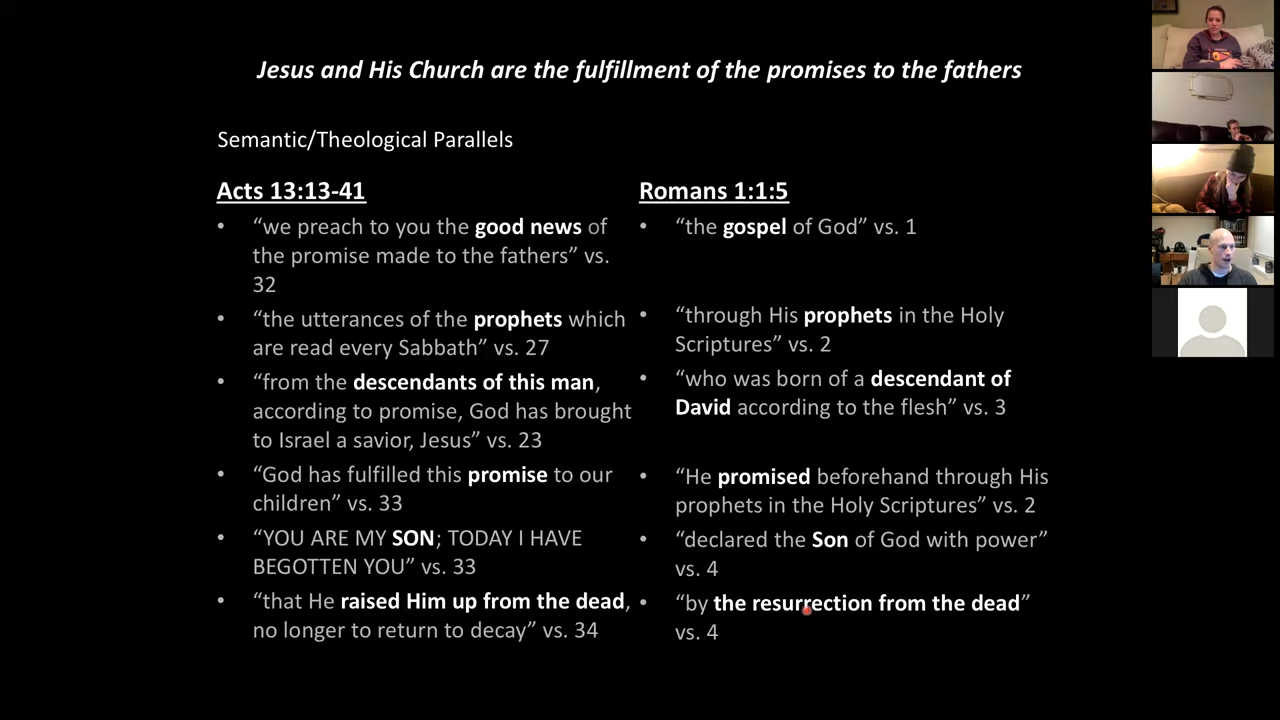 Jesus and His Church are the fulfillment of the promises to the fathers
Semantic/Theological Parallels
Acts 13:13-41
• “we preach to you the good news of
the promise made to the fathers” vs.
32
• “the utterances of the prophets which
are read every Sabbath” vs. 27
• “from the descendants of this man,
according to promise, God has brought
to Israel a savior, Jesus” vs. 23
• “God has fulfilled this promise to our
children” vs. 33
• “YOU ARE MY SON; TODAY I HAVE
BEGOTTEN YOU” vs. 33
• “that He raised Him up from the dead,
no longer to return to decay” vs. 34
Romans 1:1:5
• “the gospel of God” vs. 1
• “through His prophets in the Holy
Scriptures” vs. 2
• “who was born of a descendant of
David according to the flesh” vs. 3
• “He promised beforehand through His
prophets in the Holy Scriptures” vs. 2
• “declared the Son of God with power”
vs. 4
• “by the resurrection from the dead”
vs. 4